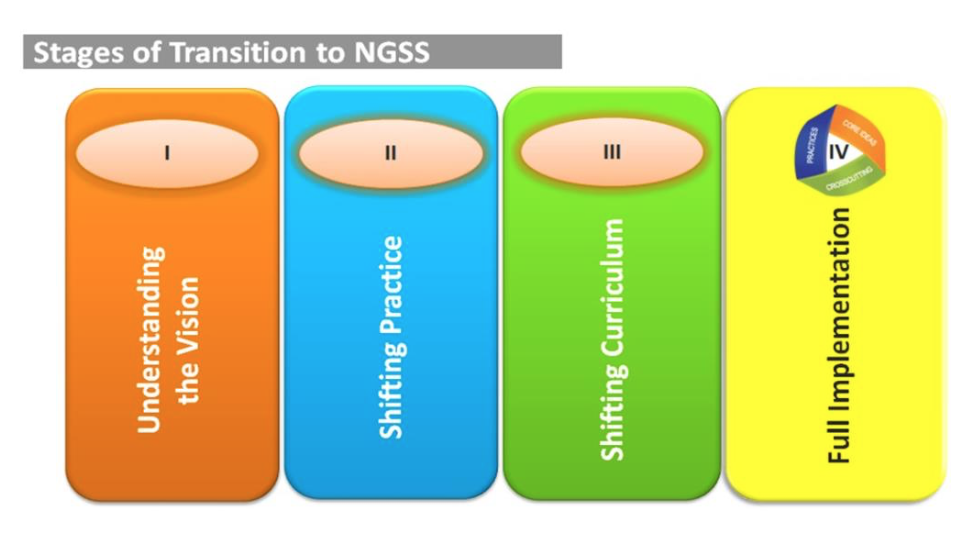 Stages of Transition to NGSS
I
Understanding
the Vision
II
Shifting Practice
III
Shifting Curriculum
PRACTICES
CORE IDEAS
IV
CROSSCUTTING
Full Implementation